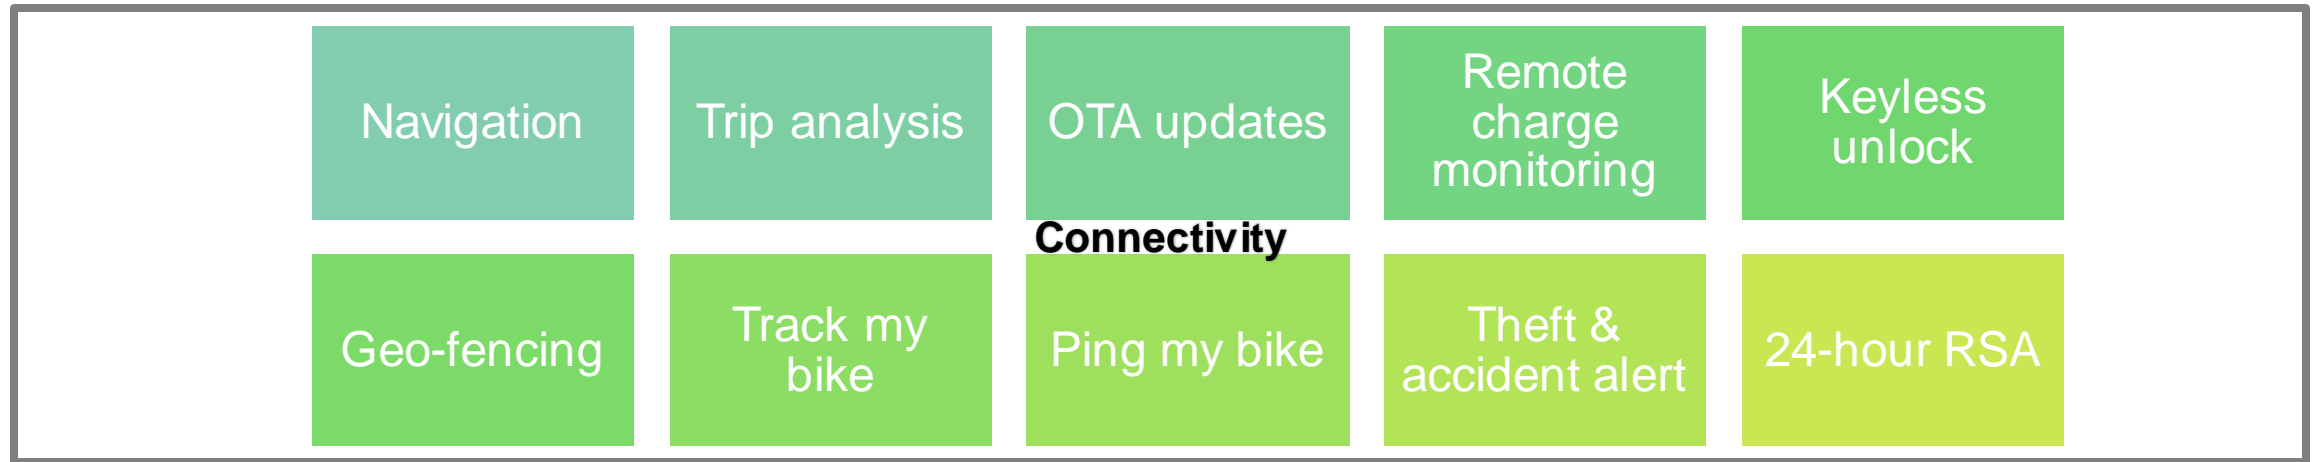 Navigation
Trip analysis
OTA updates
Remote
charge
monitoring
Keyless
unlock
Connectivity
Geo-fencing
Track my
bike
Ping my bike
Theft &
accident alert
24-hour RSA